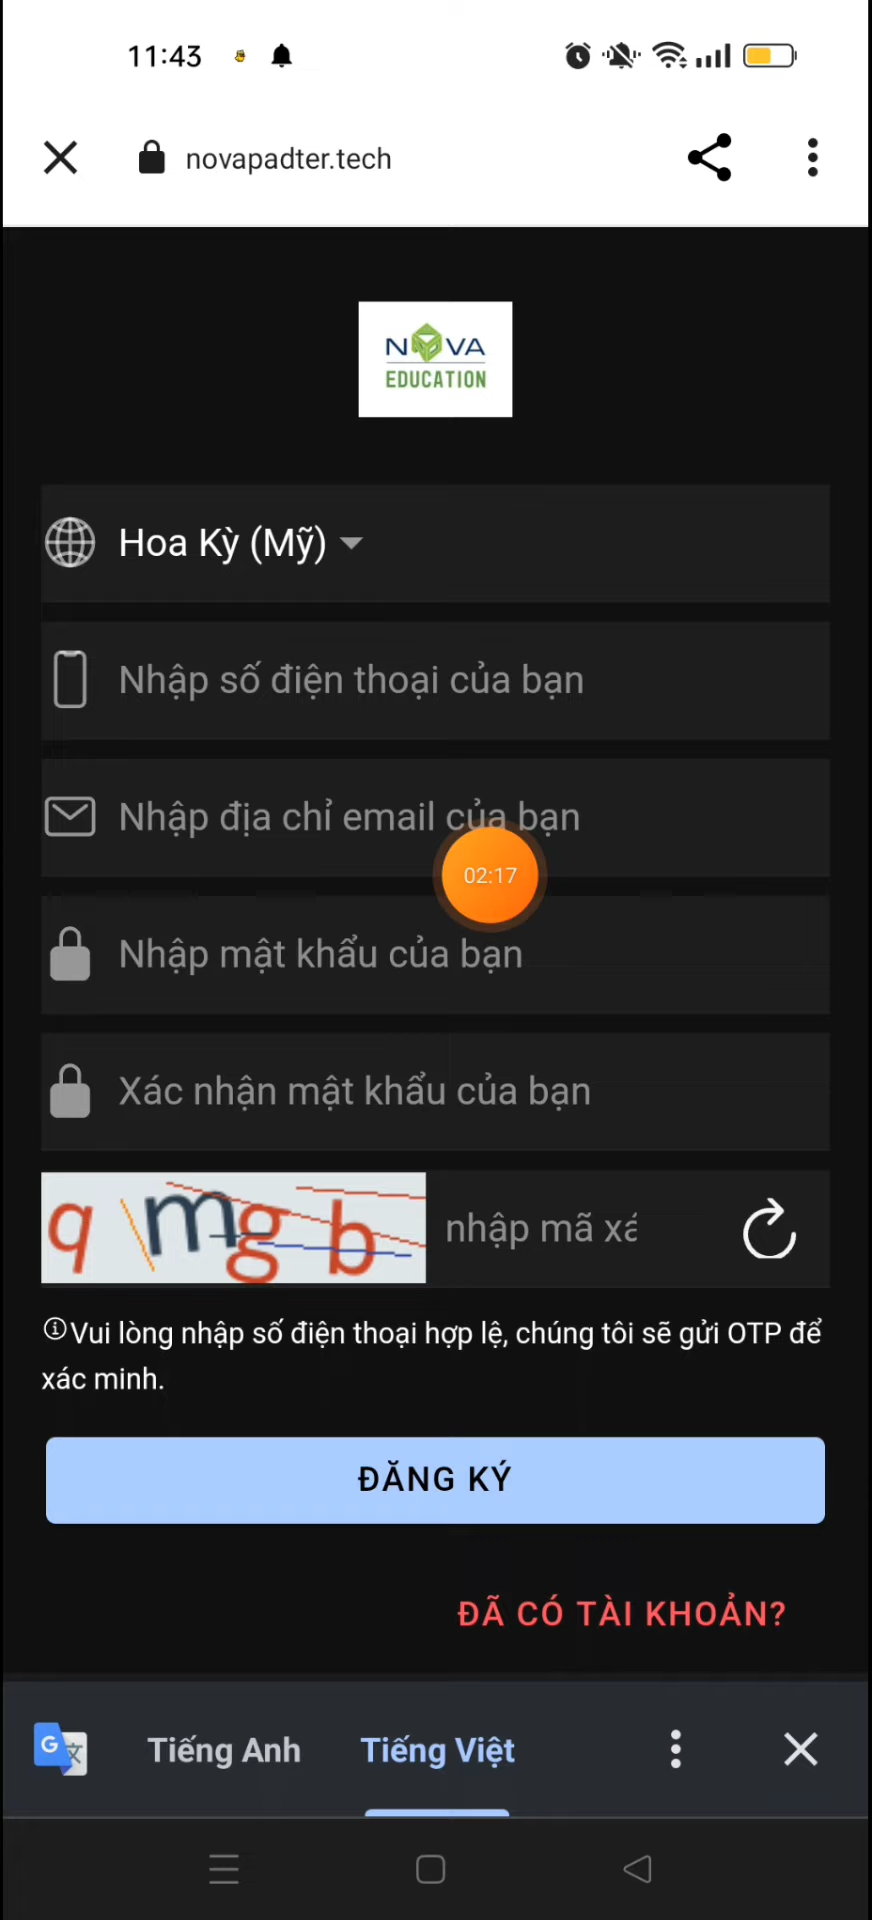 11:43
novapadter.tech
NOVA
EDUCATION
Hoa Kỳ (Mỹ)
Nhập số điện thoại của bạn
Nhập địa chỉ email của bạn
02:17
Nhập mật khẩu của bạn
Xác nhận mật khẩu của bạn
q m g b
nhập mã xá
Vui lòng nhập số điện thoại hợp lệ, chúng tôi sẽ gửi OTP để
xác minh.
ĐĂNG KÝ
ĐÃ CÓ TÀI KHOẢN?
G 文 Tiếng Anh Tiếng Việt